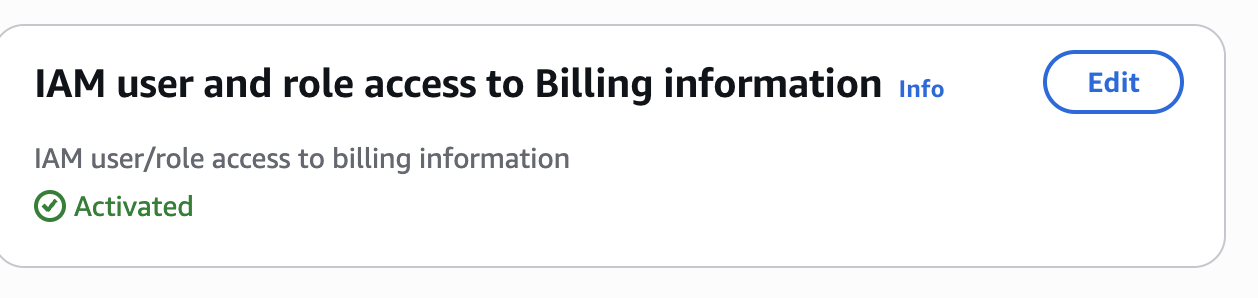 IAM user and role access to Billing information Info Edit
IAM user/role access to billing information
Activated